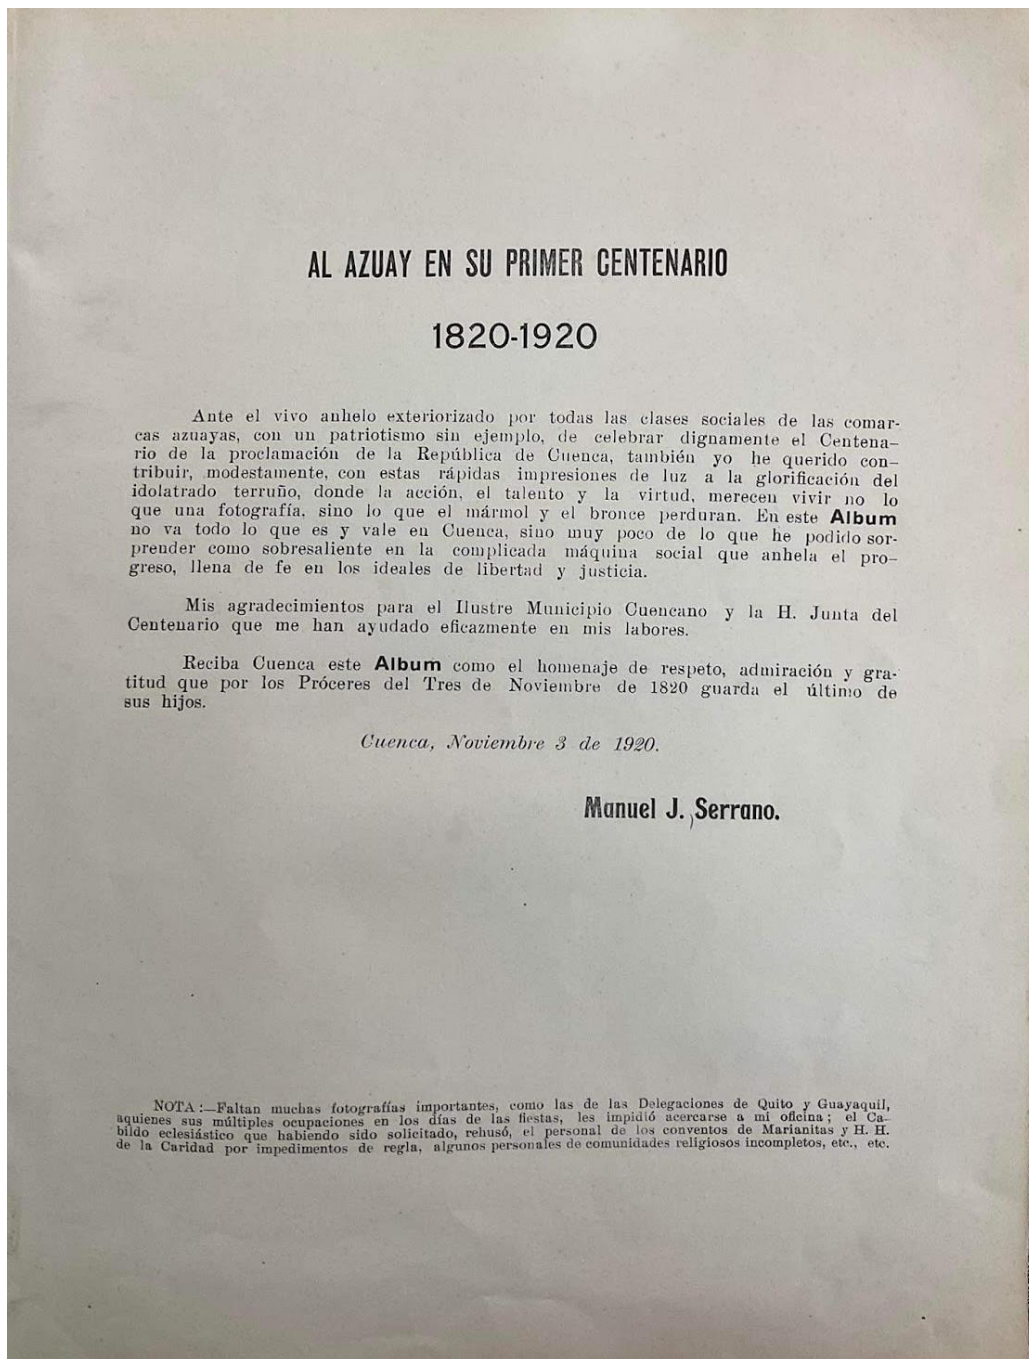 AL AZUAY EN SU PRIMER CENTENARIO
1820-1920
Ante el vivo anhelo exteriorizado por todas las clases sociales de las comar-
cas azuayas, con un patriotismo sin ejemplo, de celebrar dignamente el Centena-
rio de la proclamación de la República de Cuenca, también yo he querido con-
tribuir, modestamente, con estas rápidas impresiones de luz a la glorificación del
idolatrado terruño, donde la acción, el talento y la virtud, merecen vivir no lo
que una fotografía, sino lo que el mármol y el bronce perduran. En este Album
no va todo lo que es y vale en Cuenca, sino muy poco de lo que he podido sor-
prender como sobresaliente en la complicada máquina social que anhela el pro-
greso, llena de fe en los ideales de libertad y justicia.
Mis agradecimientos para el Ilustre Municipio Cuencano y la H. Junta del
Centenario que me han ayudado eficazmente en mis labores.
Reciba Cuenca este Album como el homenaje de respeto, admiración y gra-
titud que por los Próceres del Tres de Noviembre de 1820 guarda el último de
sus hijos.
Cuenca, Noviembre 3 de 1920.
Manuel J. Serrano.
NOTA:—Faltan muchas fotografías importantes, como las de las Delegaciones de Quito y Guayaquil,
aquienes sus múltiples ocupaciones en los días de las fiestas, les impidió acercarse a mi oficina; el Ca-
bildo eclesiástico que habiendo sido solicitado, rehusó, el personal de los conventos de Marianitas y H. H.
de la Caridad por impedimentos de regla, algunos personales de comunidades religiosos incompletos, etc., etc.